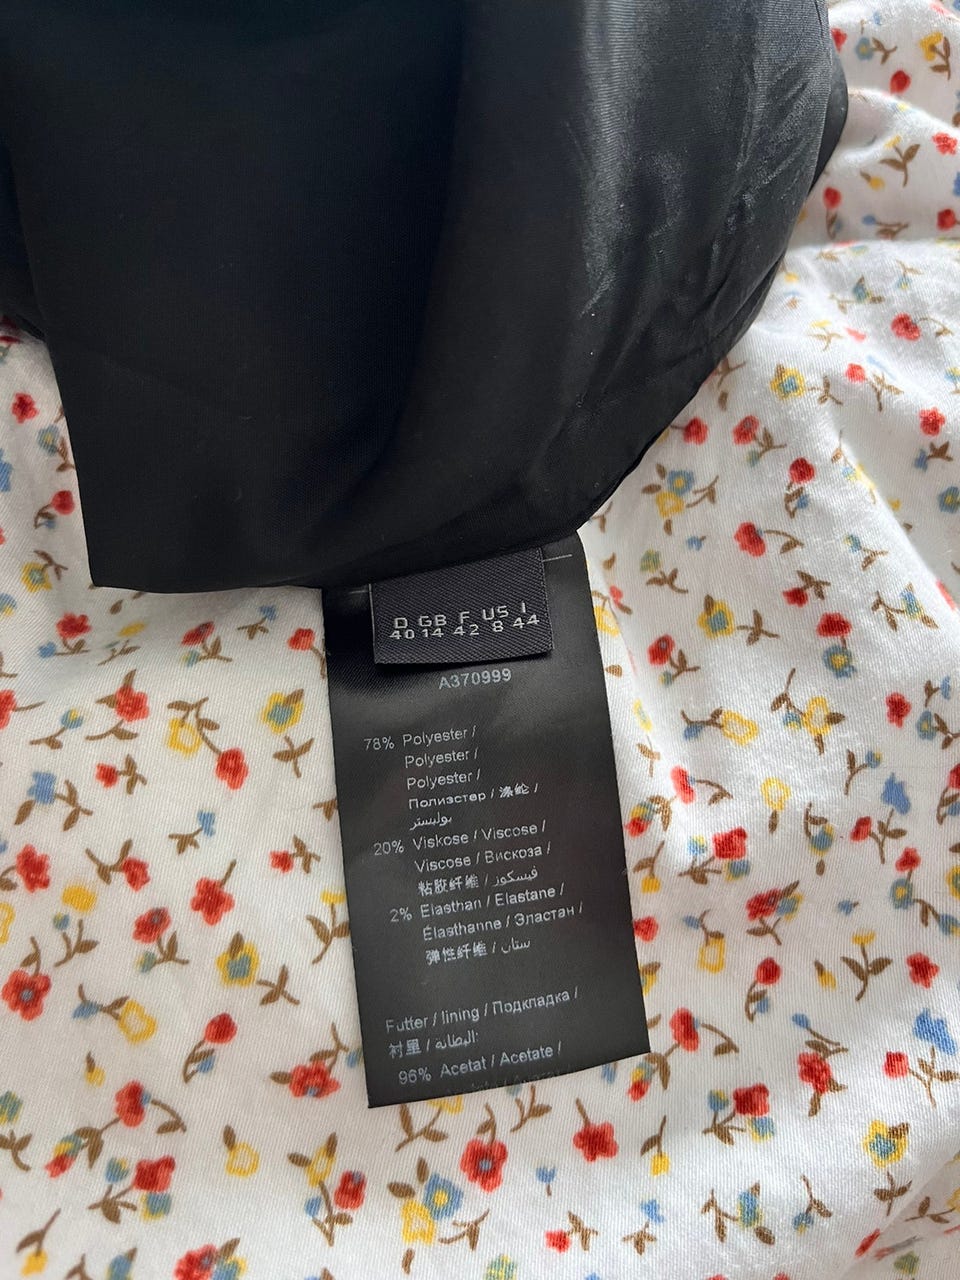 D GB F US I
40 14 42 8 44
A370999
78% Polyester /
Polyester /
Polyester /
Полиэстер / 涤纶 /
بوليستر
20% Viskose / Viscose /
Viscose / Вискоза /
粘胶纤维 / فيسكوز
2% Elasthan / Elastane /
Élasthanne / Эластан /
弹性纤维 / ستان
Futter / lining / Подкладка /
衬里 / البطانه:
96% Acetat / Acetate /